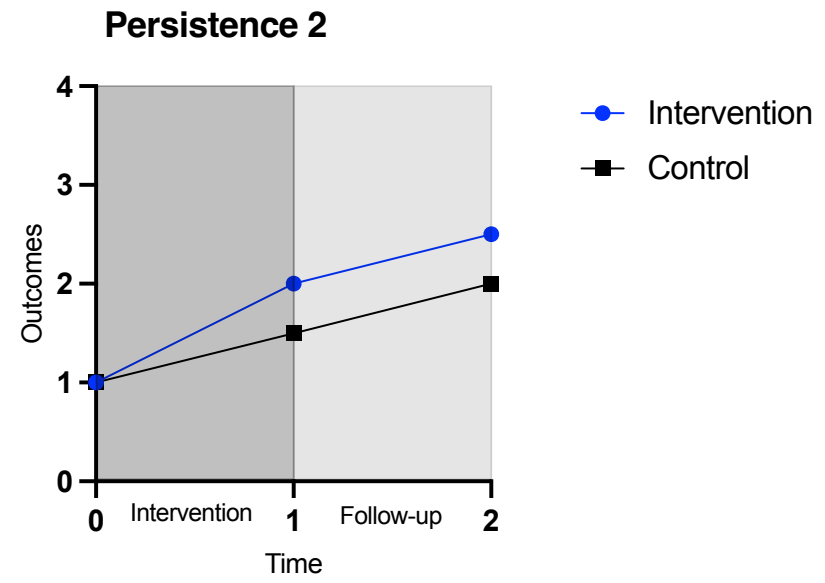 Persistence 2
4
3
2
1
0
Outcomes
0 Intervention 1 Follow-up 2
Time
Intervention
Control